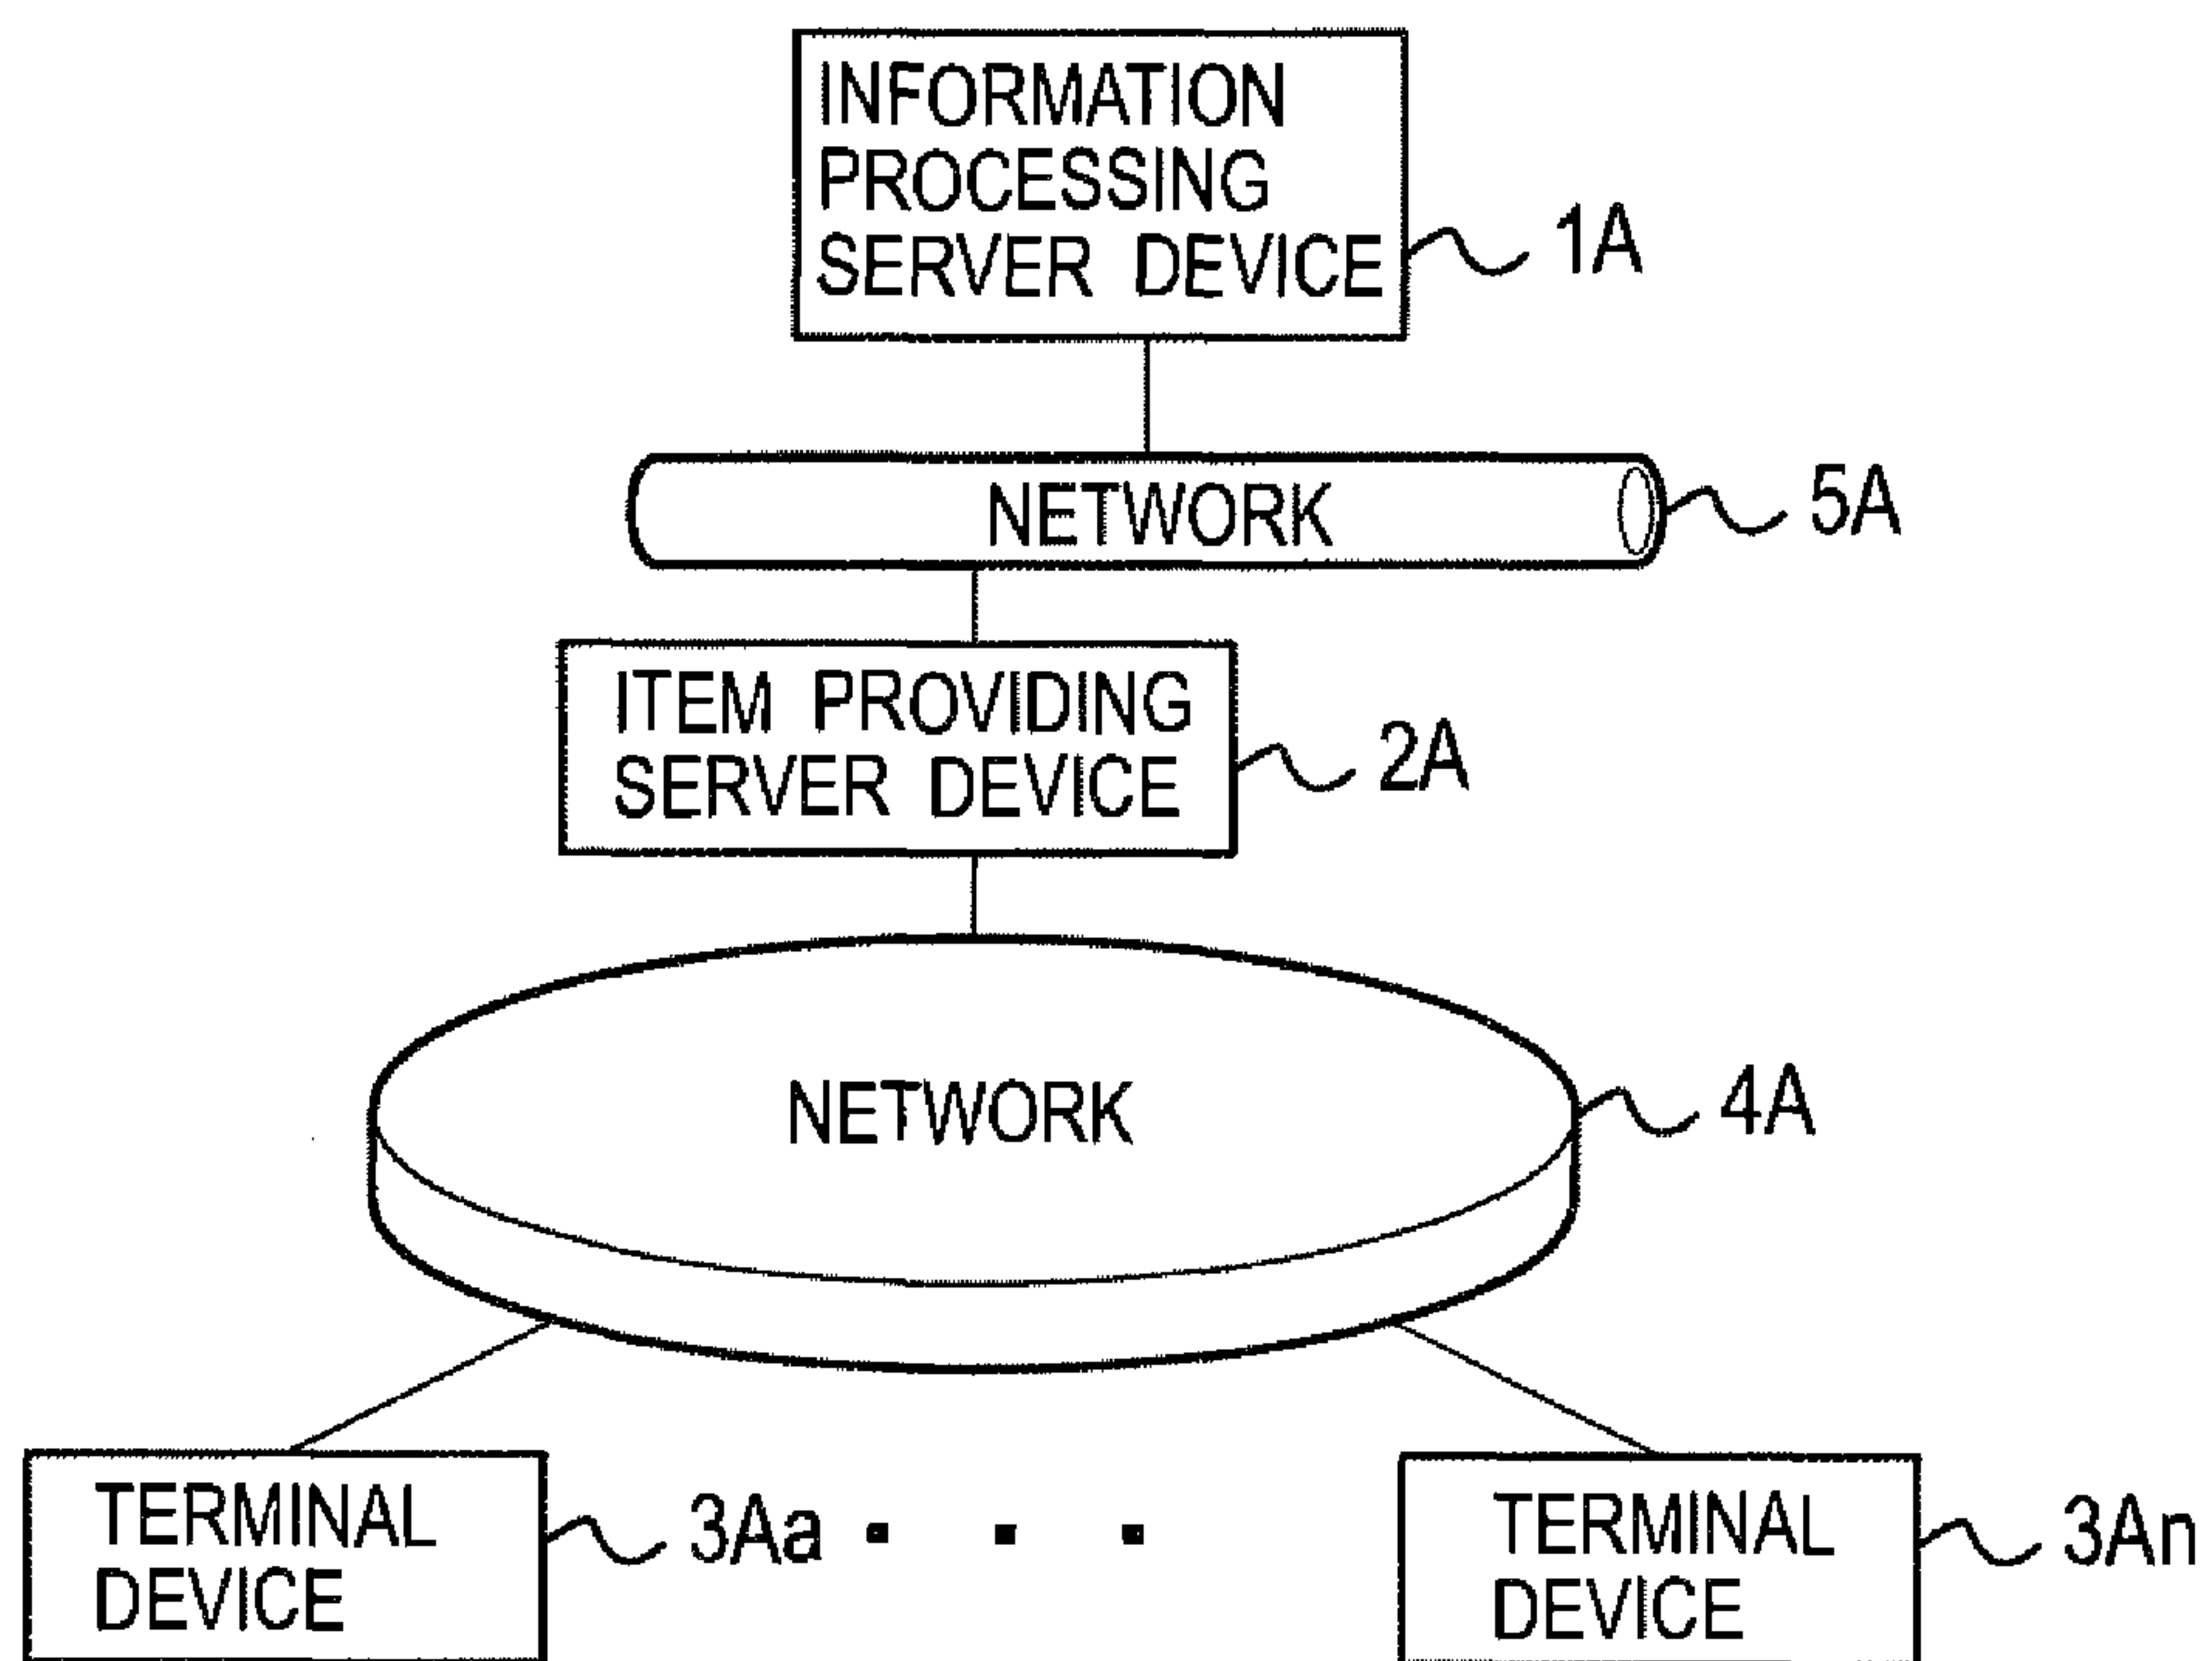 INFORMATION
PROCESSING
SERVER DEVICE
1A
NETWORK
5A
ITEM PROVIDING
SERVER DEVICE
2A
NETWORK
4A
TERMINAL
DEVICE
3Aa
TERMINAL
DEVICE
3An